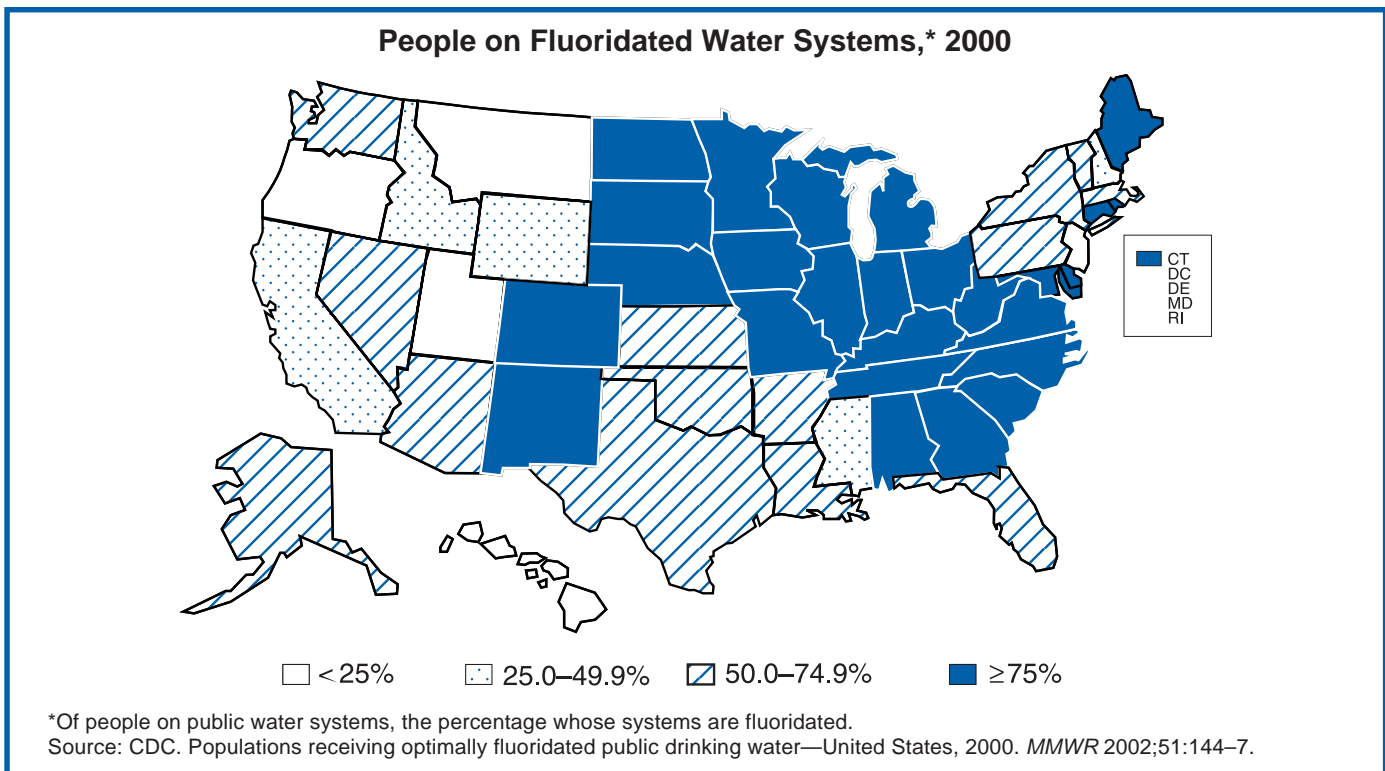 People on Fluoridated Water Systems,* 2000
CT
DC
DE
MD
RI
< 25%
25.0–49.9%
50.0–74.9%
≥75%
*Of people on public water systems, the percentage whose systems are fluoridated.
Source: CDC. Populations receiving optimally fluoridated public drinking water—United States, 2000. MMWR 2002;51:144–7.